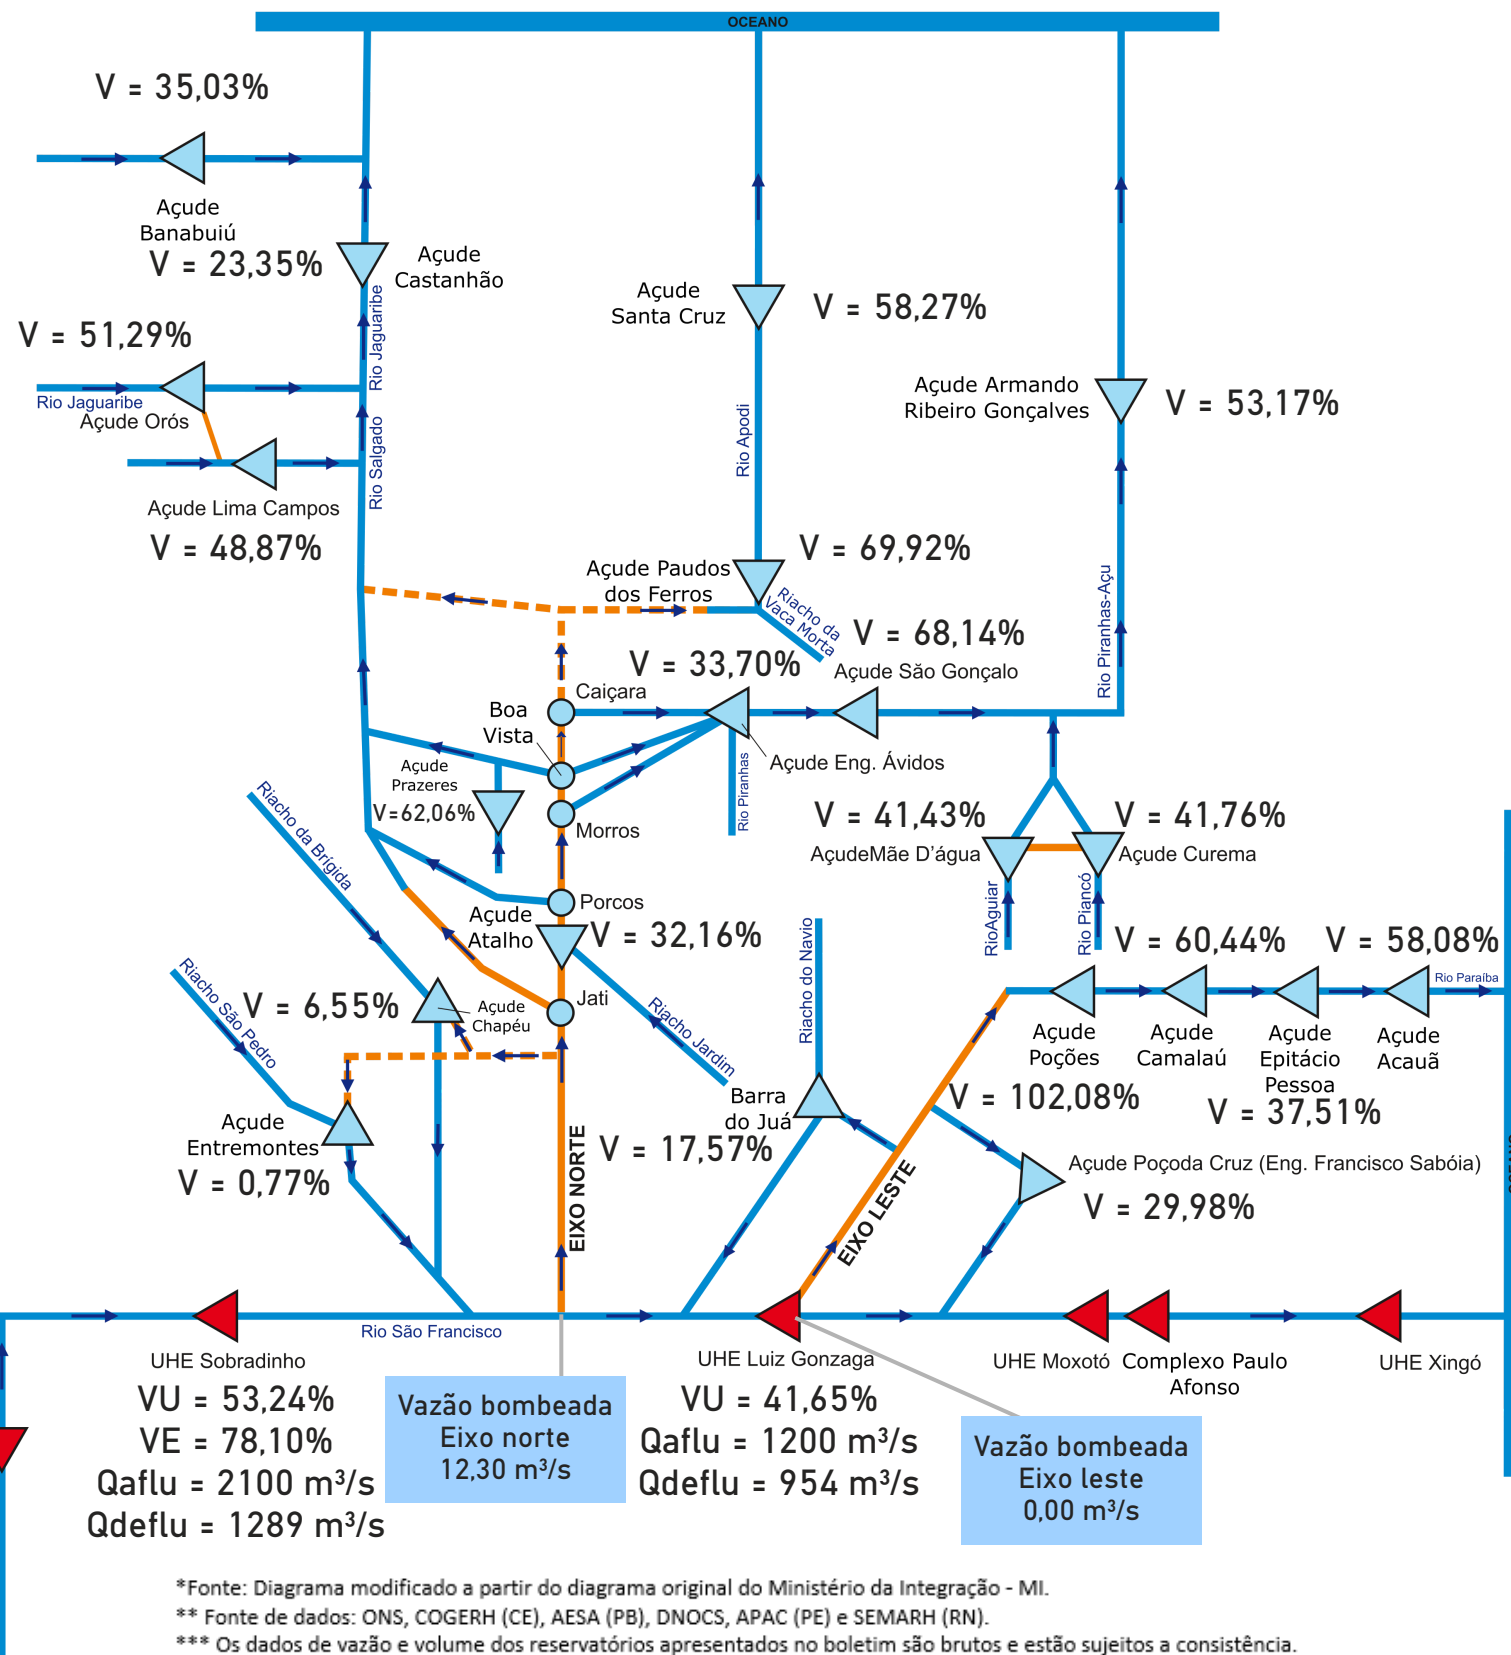 OCEANO
V = 35,03%
Açude
Banabuiú
V = 23,35%
Açude
Castanhão
Rio Jaguaribe
V = 51,29%
Rio Jaguaribe
Açude Orós
Rio Salgado
Açude Lima Campos
V = 48,87%
Açude
Santa Cruz
V = 58,27%
Rio Apodi
Açude Armando
Ribeiro Gonçalves
V = 53,17%
Rio Piranhas-Açu
V = 69,92%
Açude Paudos
dos Ferros
Riacho da
Vaca Morta
V = 68,14%
Açude São Gonçalo
V = 33,70%
Caiçara
Boa
Vista
Açude Eng. Ávidos
Rio Piranhas
Açude
Prazeres
V=62,06%
Morros
Riacho da Brígida
Porcos
V = 41,43%
AçudeMãe D'água
V = 41,76%
Açude Curema
RioAguiar
Rio Piancó
Açude
Atalho
V = 32,16%
Riacho do Navio
V = 60,44%
V = 58,08%
Rio Paraíba
Riacho São Pedro
V = 6,55%
Açude
Chapéu
Jati
Riacho Jardim
Açude
Poções
Açude
Camalaú
Açude
Epitácio
Pessoa
Açude
Acauã
V = 102,08%
V = 37,51%
Barra
do Juá
V = 17,57%
Açude
Entremontes
V = 0,77%
EIXO NORTE
EIXO LESTE
Açude Poçoda Cruz (Eng. Francisco Sabóia)
V = 29,98%
OCEANO
Rio São Francisco
UHE Sobradinho
VU = 53,24%
VE = 78,10%
Qaflu = 2100 m³/s
Qdeflu = 1289 m³/s
Vazão bombeada
Eixo norte
12,30 m³/s
UHE Luiz Gonzaga
VU = 41,65%
Qaflu = 1200 m³/s
Qdeflu = 954 m³/s
Vazão bombeada
Eixo leste
0,00 m³/s
UHE Moxotó
Complexo Paulo
Afonso
UHE Xingó
*Fonte: Diagrama modificado a partir do diagrama original do Ministério da Integração - MI.
** Fonte de dados: ONS, COGERH (CE), AESA (PB), DNOCS, APAC (PE) e SEMARH (RN).
*** Os dados de vazão e volume dos reservatórios apresentados no boletim são brutos e estão sujeitos a consistência.